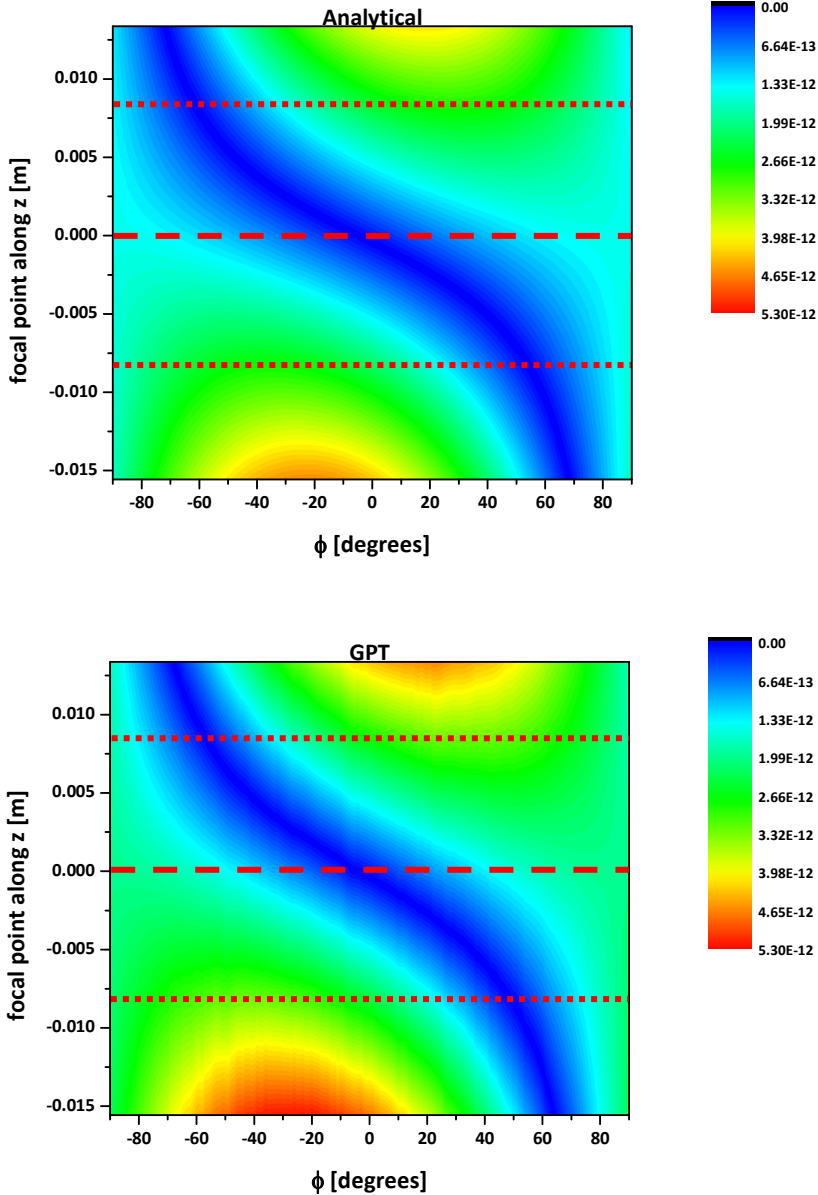 Analytical
0.010
0.005
0.000
-0.005
-0.010
-0.015
focal point along z [m]
-80 -60 -40 -20 0 20 40 60 80
ϕ [degrees]
0.00
6.64E-13
1.33E-12
1.99E-12
2.66E-12
3.32E-12
3.98E-12
4.65E-12
5.30E-12
GPT
0.010
0.005
0.000
-0.005
-0.010
-0.015
focal point along z [m]
-80 -60 -40 -20 0 20 40 60 80
ϕ [degrees]
0.00
6.64E-13
1.33E-12
1.99E-12
2.66E-12
3.32E-12
3.98E-12
4.65E-12
5.30E-12